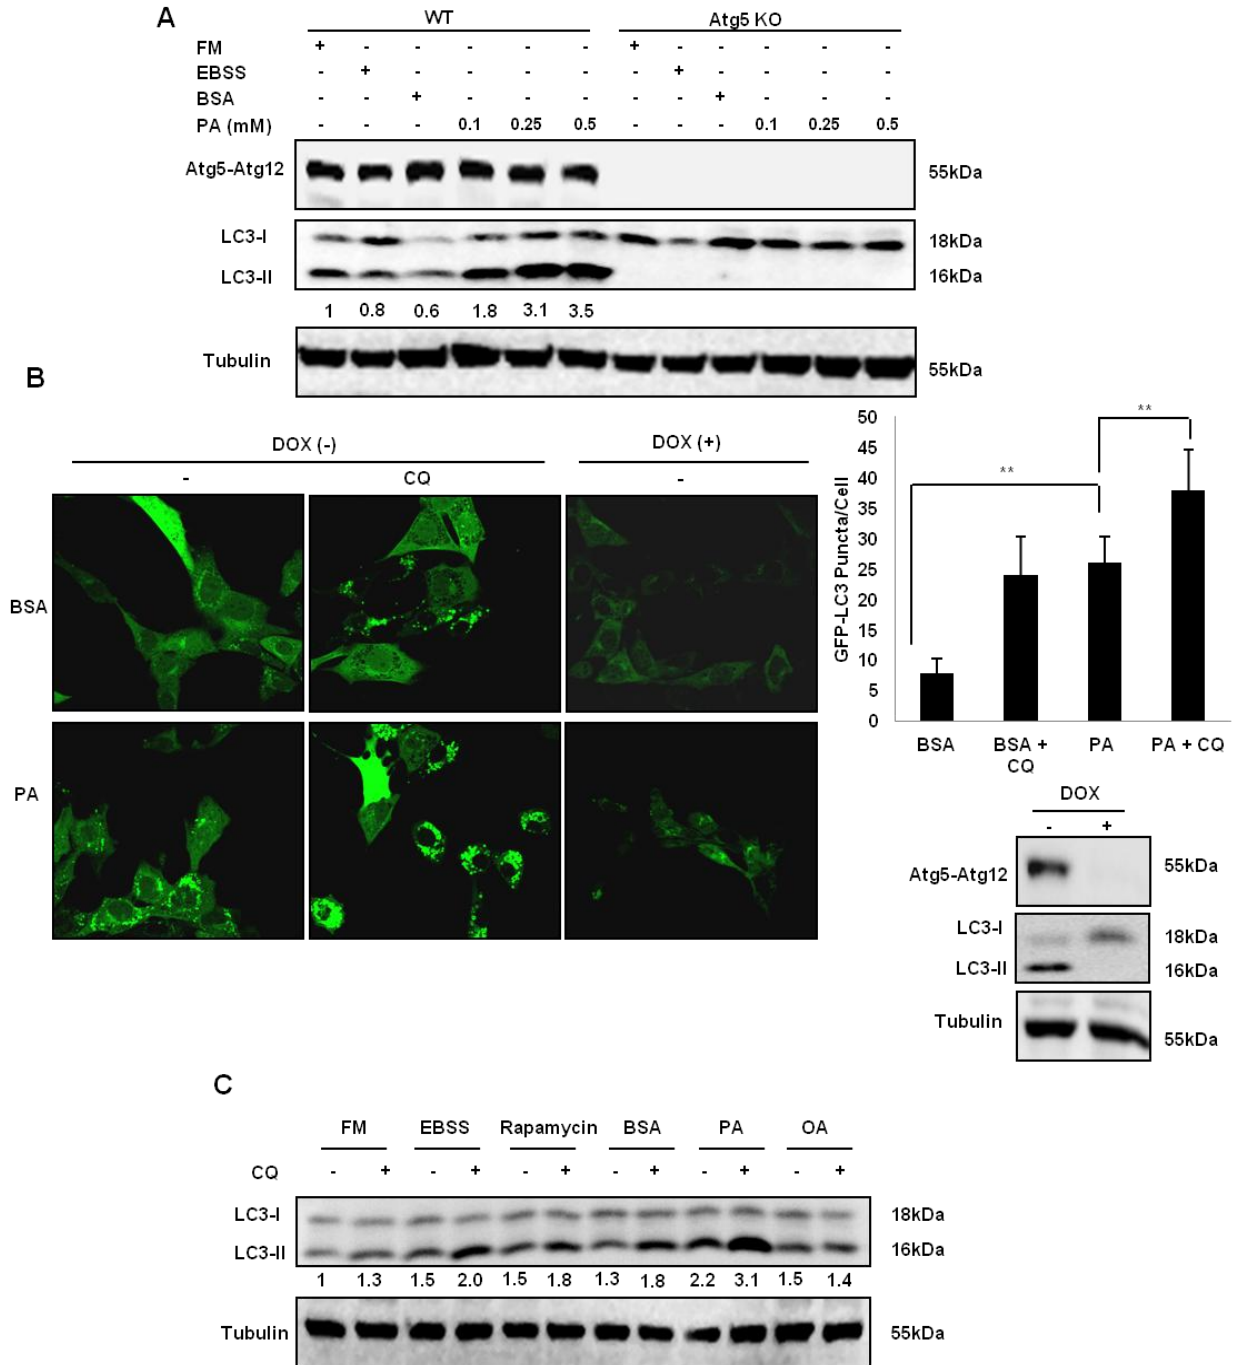 A
WT Atg5 KO
FM + - - - - - + - - - - -
EBSS - + - - - - - + - - - -
BSA - - + - - - - - + - - -
PA (mM) - - - 0.1 0.25 0.5 - - - 0.1 0.25 0.5
Atg5-Atg12 55kDa
LC3-I 18kDa
LC3-II 16kDa
1 0.8 0.6 1.8 3.1 3.5
Tubulin 55kDa
B
DOX (-) DOX (+)
- CQ -
BSA
PA
GFP-LC3 Puncta/Cell
50
45
40
35
30
25
20
15
10
5
0
** **
BSA BSA + CQ PA PA + CQ
DOX
- +
Atg5-Atg12 55kDa
LC3-I 18kDa
LC3-II 16kDa
Tubulin 55kDa
C
FM EBSS Rapamycin BSA PA OA
CQ - + - + - + - + - + - +
LC3-I 18kDa
LC3-II 16kDa
1 1.3 1.5 2.0 1.5 1.8 1.3 1.8 2.2 3.1 1.5 1.4
Tubulin 55kDa